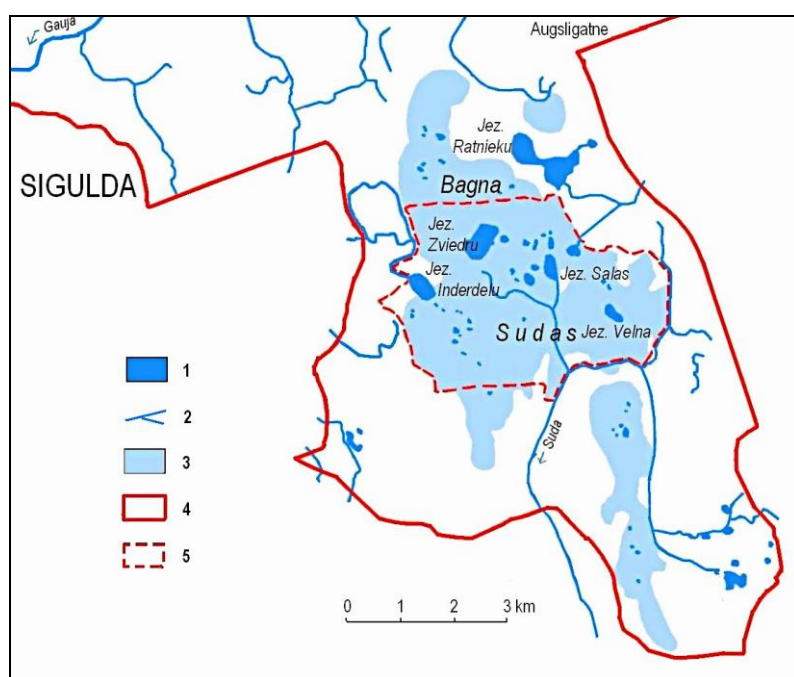 Gauja
Augsligatne
SIGULDA
Jez.
Ratnieku
Bagna
Jez.
Zviedru
Jez.
Inderdelu
Jez. Salas
Sudas
Jez. Velna
Suda
1
2
3
4
5
0 1 2 3 km